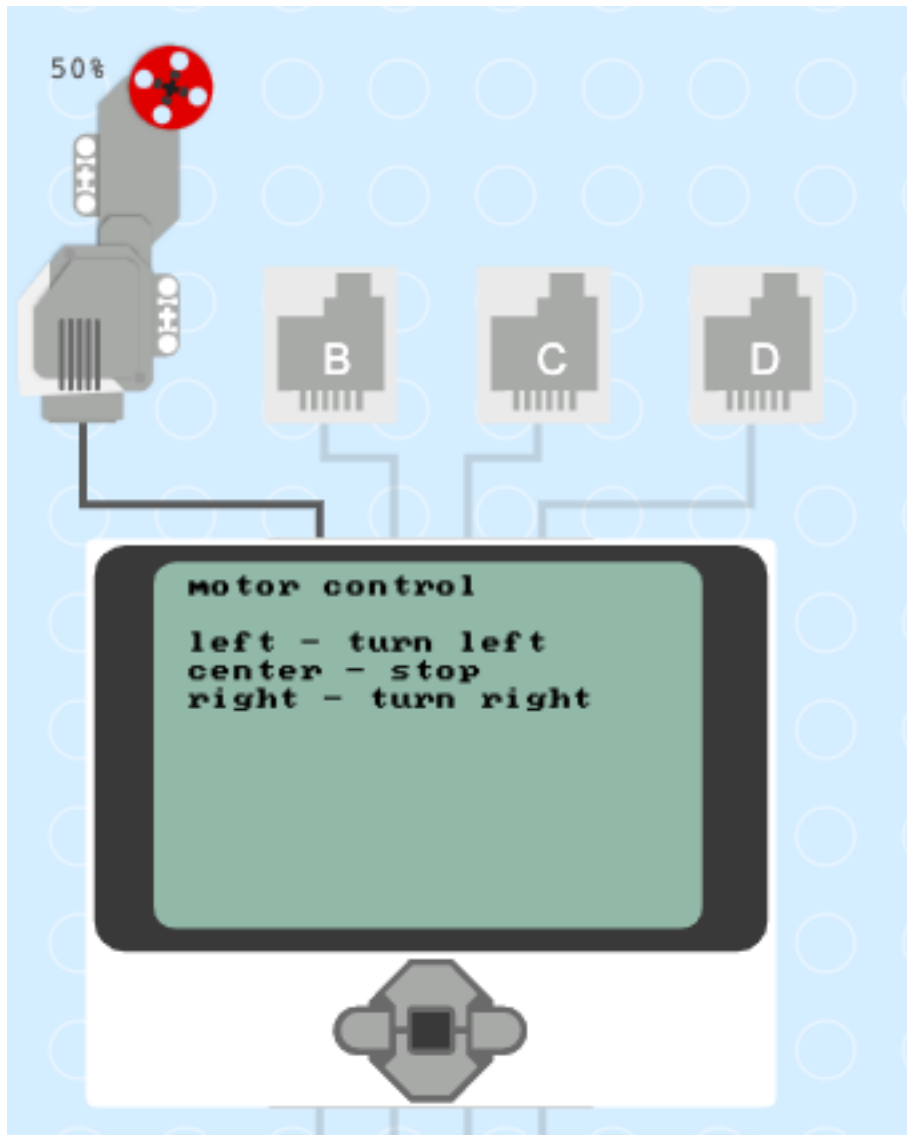 50%
B
C
D
motor control
left - turn left
center - stop
right - turn right